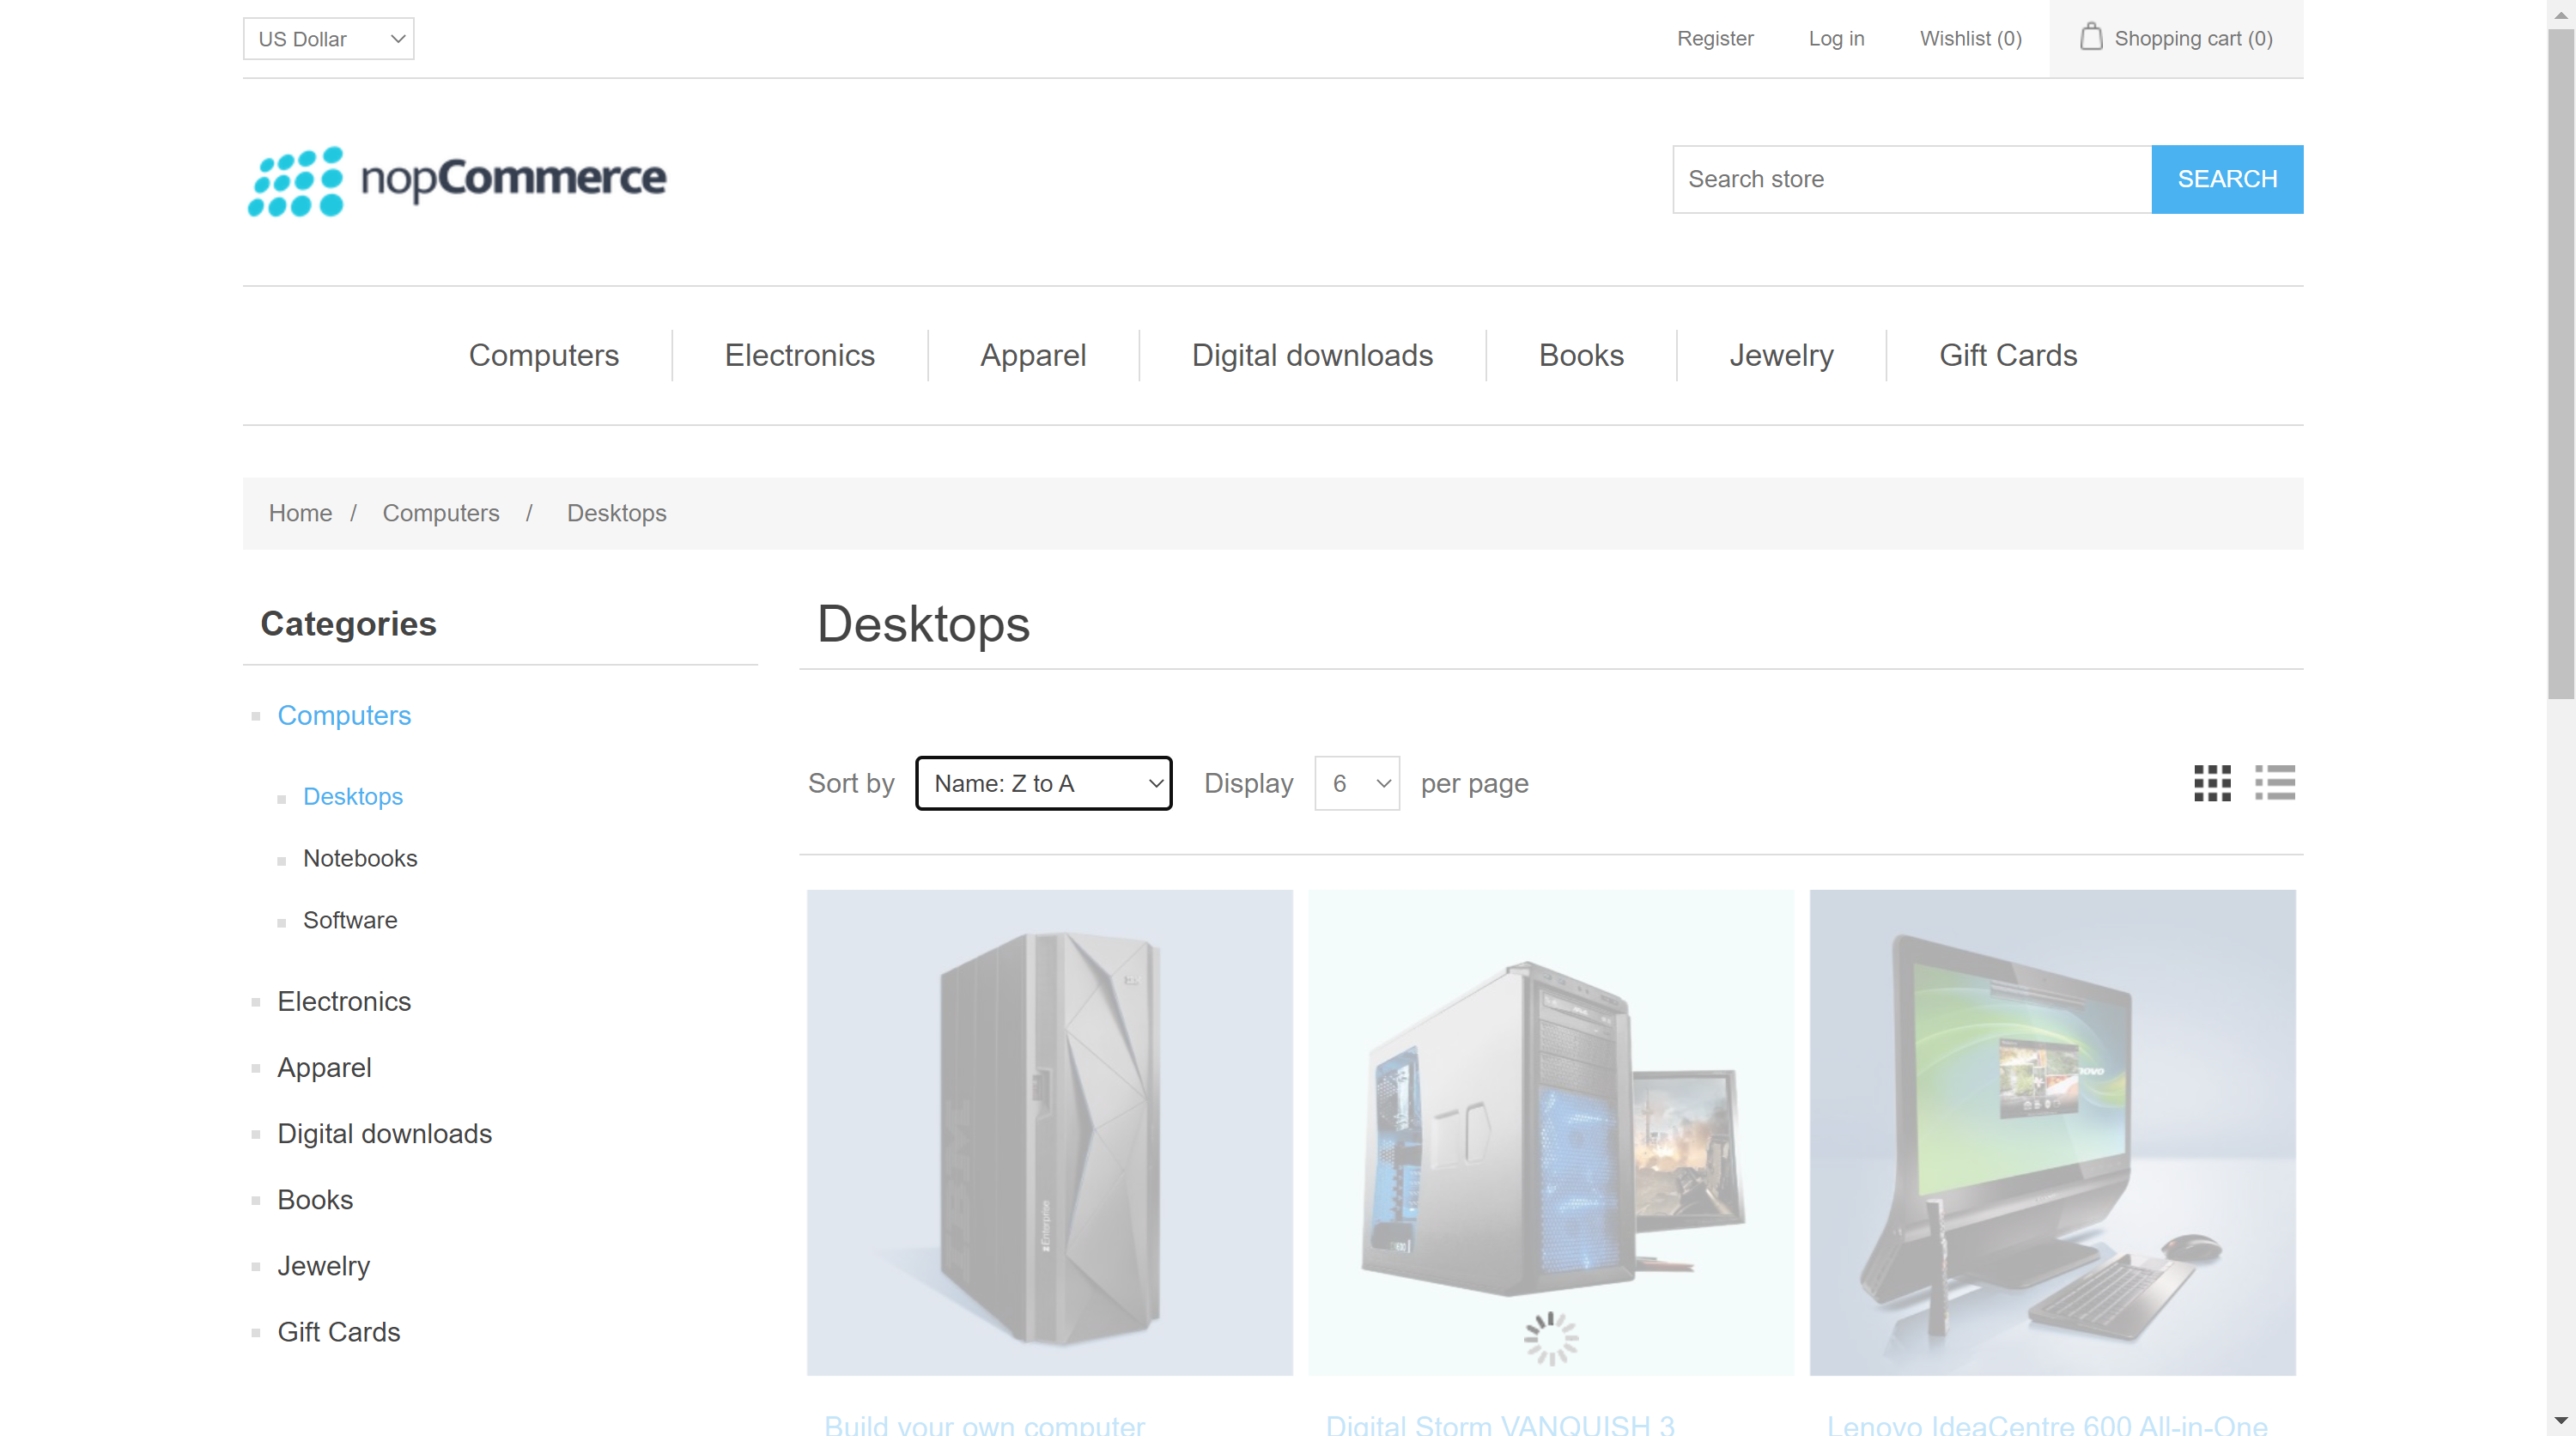 US Dollar
Register
Log in
Wishlist (0)
Shopping cart (0)
nopCommerce
Search store
SEARCH
Computers
Electronics
Apparel
Digital downloads
Books
Jewelry
Gift Cards
Home / Computers / Desktops
Categories
Computers
Desktops
Notebooks
Software
Electronics
Apparel
Digital downloads
Books
Jewelry
Gift Cards
Desktops
Sort by Name: Z to A Display 6 per page
Enterprise
Build your own computer
Digital Storm VANQUISH 3
Lenovo IdeaCentre 600 All-in-One